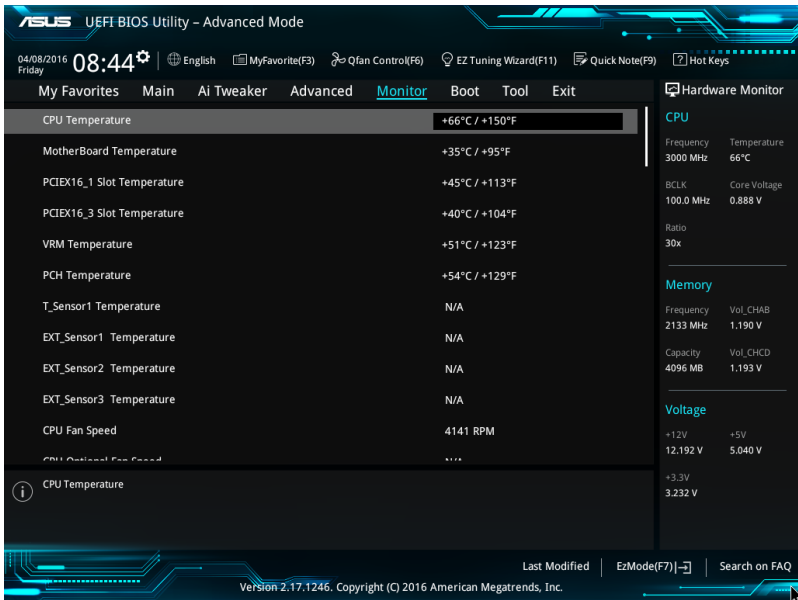 ASUS UEFI BIOS Utility – Advanced Mode
04/08/2016
Friday
08:44
English MyFavorite(F3) Qfan Control(F6) EZ Tuning Wizard(F11) Quick Note(F9) ? Hot Keys
My Favorites Main Ai Tweaker Advanced Monitor Boot Tool Exit
CPU Temperature +66°C / +150°F
MotherBoard Temperature +35°C / +95°F
PCIEX16_1 Slot Temperature +45°C / +113°F
PCIEX16_3 Slot Temperature +40°C / +104°F
VRM Temperature +51°C / +123°F
PCH Temperature +54°C / +129°F
T_Sensor1 Temperature N/A
EXT_Sensor1 Temperature N/A
EXT_Sensor2 Temperature N/A
EXT_Sensor3 Temperature N/A
CPU Fan Speed 4141 RPM
CPU Optional Fan Speed N/A
i CPU Temperature
Hardware Monitor
CPU
Frequency Temperature
3000 MHz 66°C
BCLK Core Voltage
100.0 MHz 0.888 V
Ratio
30x
Memory
Frequency Vol_CHAB
2133 MHz 1.190 V
Capacity Vol_CHCD
4096 MB 1.193 V
Voltage
+12V +5V
12.192 V 5.040 V
+3.3V
3.232 V
Last Modified EzMode(F7) Search on FAQ
Version 2.17.1246. Copyright (C) 2016 American Megatrends, Inc.